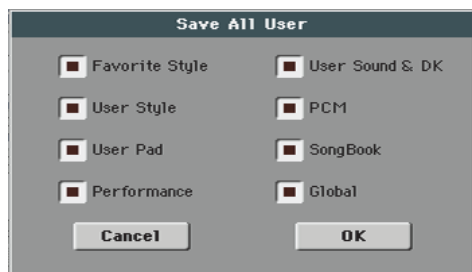 Save All User
Favorite Style
User Sound & DK
User Style
PCM
User Pad
SongBook
Performance
Global
Cancel
OK